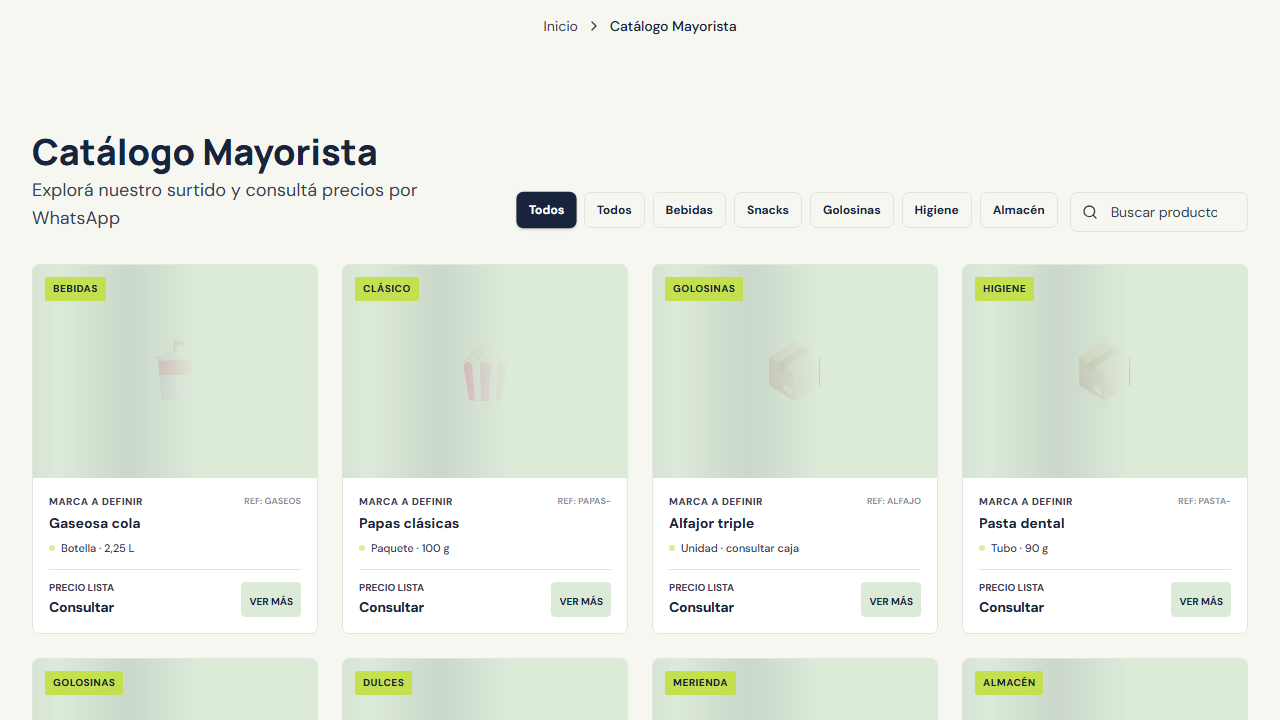 Inicio > Catálogo Mayorista
Catálogo Mayorista
Explorá nuestro surtido y consultá precios por
WhatsApp
Todos
Todos
Bebidas
Snacks
Golosinas
Higiene
Almacén
Buscar producto
BEBIDAS
MARCA A DEFINIR
REF: GASEOS
Gaseosa cola
Botella · 2,25 L
PRECIO LISTA
Consultar
VER MÁS
CLÁSICO
MARCA A DEFINIR
REF: PAPAS-
Papas clásicas
Paquete · 100 g
PRECIO LISTA
Consultar
VER MÁS
GOLOSINAS
MARCA A DEFINIR
REF: ALFAJO
Alfajor triple
Unidad · consultar caja
PRECIO LISTA
Consultar
VER MÁS
HIGIENE
MARCA A DEFINIR
REF: PASTA-
Pasta dental
Tubo · 90 g
PRECIO LISTA
Consultar
VER MÁS
GOLOSINAS
DULCES
MERIENDA
ALMACÉN